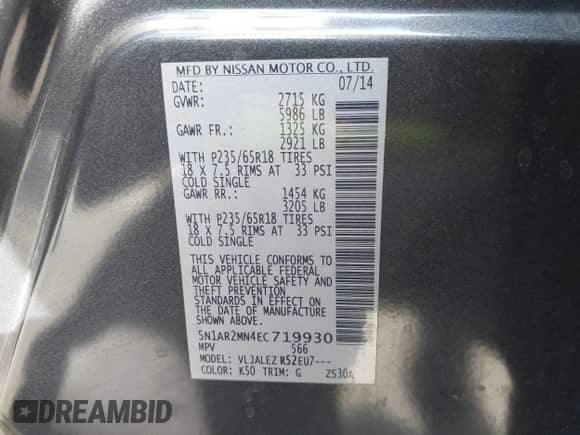 MFD BY NISSAN MOTOR CO., LTD.
DATE: 07/14
GVWR: 2715 KG
5986 LB
GAWR FR.: 1325 KG
2921 LB
WITH P235/65R18 TIRES
18 X 7.5 RIMS AT 33 PSI
COLD SINGLE
GAWR RR.: 1454 KG
3205 LB
WITH P235/65R18 TIRES
18 X 7.5 RIMS AT 33 PSI
COLD SINGLE
THIS VEHICLE CONFORMS TO
ALL APPLICABLE FEDERAL
MOTOR VEHICLE SAFETY AND
THEFT PREVENTION
STANDARDS IN EFFECT ON
THE DATE OF MANUFACTURE
SHOWN ABOVE.
5N1AR2MN4EC719930
MPV 566
MODEL: VLJALEZ R52EU7---
COLOR: K50 TRIM: G ZS30A
DREAMBID